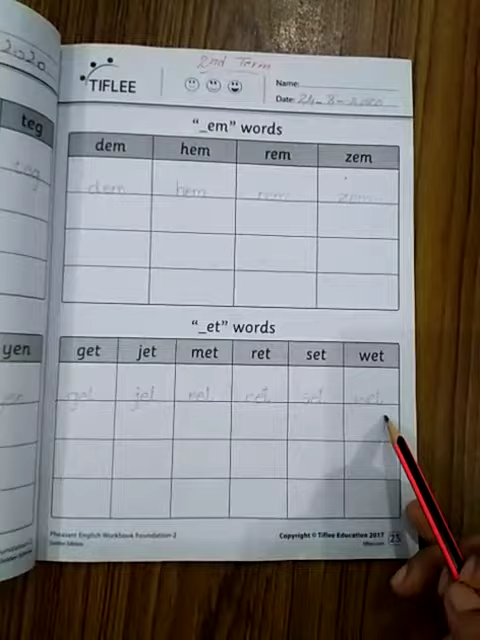 2020
2nd Term
TIFLEE
Name:
Date: 24-8-2020
teg
teg
"_em" words
dem hem rem zem
dem hem rem zem
"_et" words
yen
get jet met ret set wet
get jet met ret set wet
Pheasant English Workbook Foundation-2
Copyright © Tiflee Education 2017
25